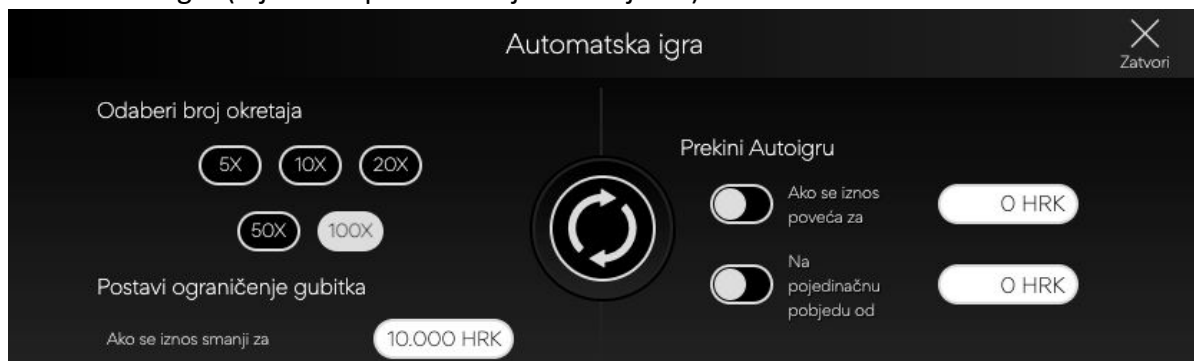 Automatska igra
Zatvori
Odaberi broj okretaja
5X 10X 20X
50X 100X
Postavi ograničenje gubitka
Ako se iznos smanji za 10.000 HRK
Prekini Autoigru
Ako se iznos
poveća za
0 HRK
Na
pojedinačnu
pobjedu od
0 HRK